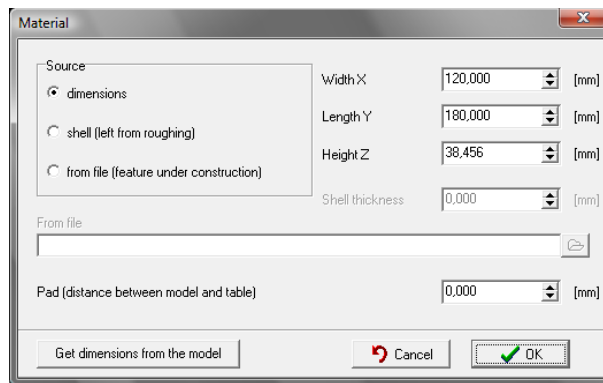 Material
Source
dimensions
shell (left from roughing)
from file (feature under construction)
Width X 120,000 [mm]
Length Y 180,000 [mm]
Height Z 38,456 [mm]
Shell thickness 0,000 [mm]
From file
Pad (distance between model and table) 0,000 [mm]
Get dimensions from the model Cancel OK